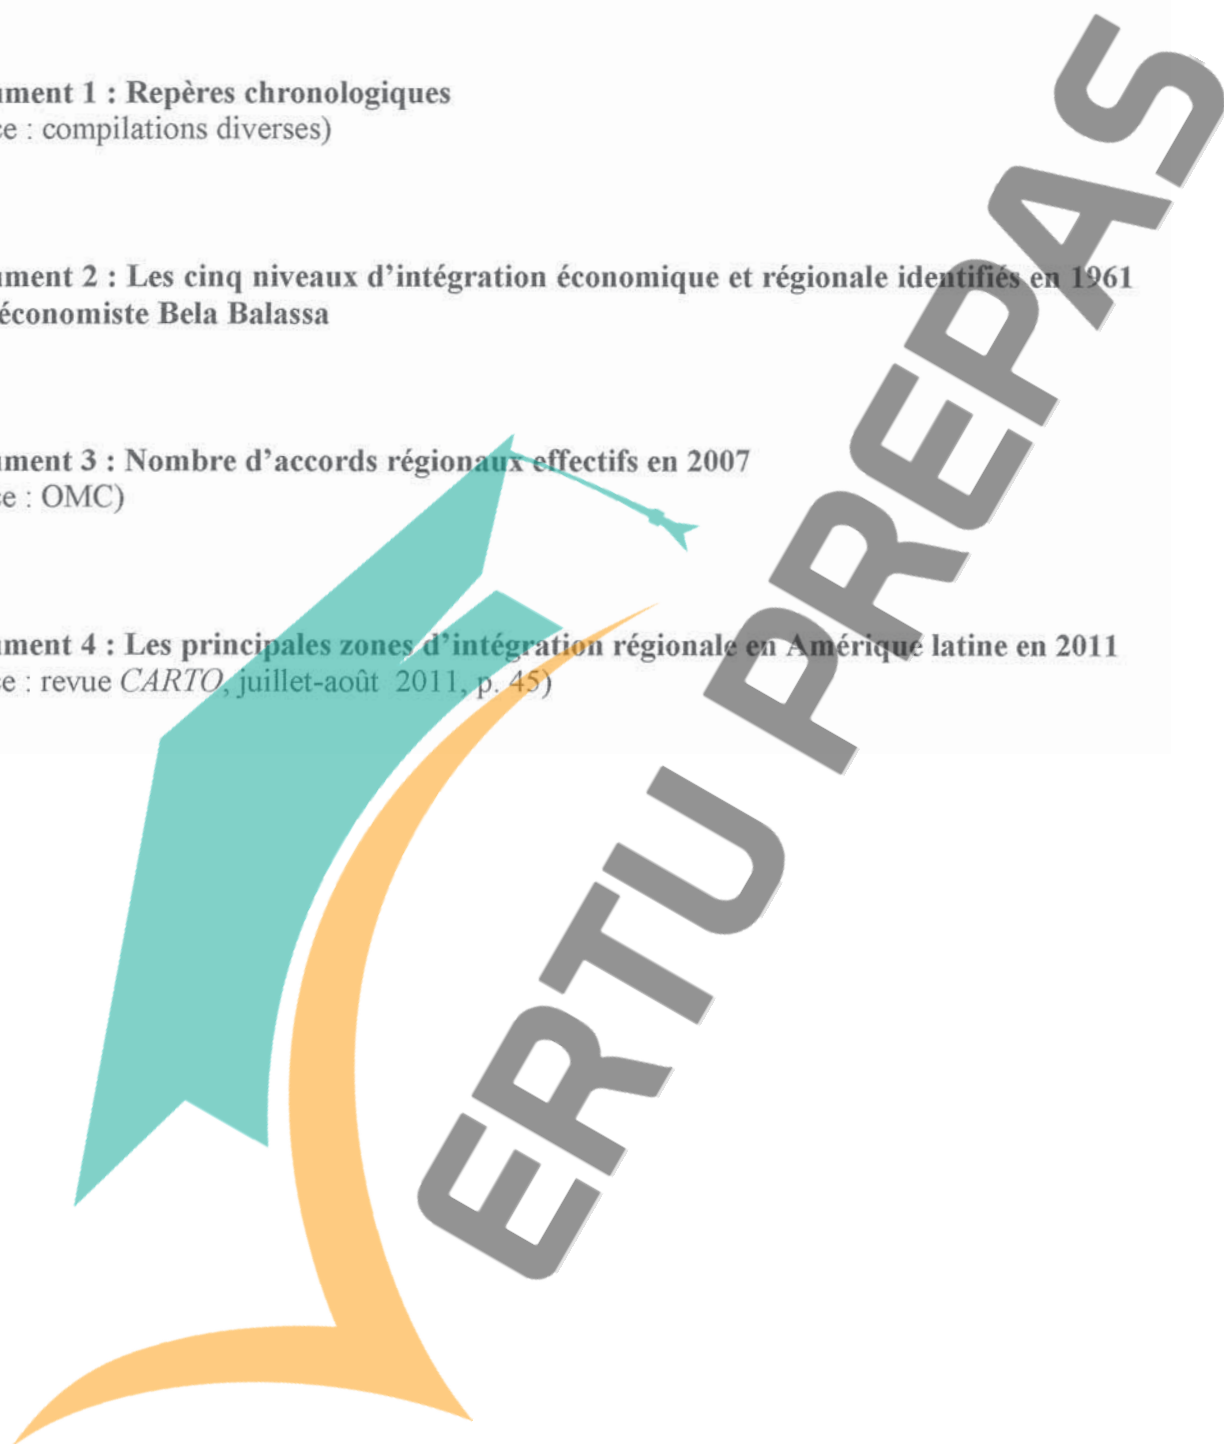 ument 1 : Repères chronologiques
ce : compilations diverses)
ument 2 : Les cinq niveaux d'intégration économique et régionale identifiés en 1961
économiste Bela Balassa
ument 3 : Nombre d'accords régionaux effectifs en 2007
ce : OMC)
ument 4 : Les principales zones d'intégration régionale en Amérique latine en 2011
ce : revue CARTO, juillet-août 2011, p. 45)
ERTU PREPAS